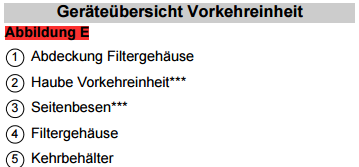 Geräteübersicht Vorkehreinheit
Abbildung E
① Abdeckung Filtergehäuse
② Haube Vorkehreinheit***
③ Seitenbesen***
④ Filtergehäuse
⑤ Kehrbehälter